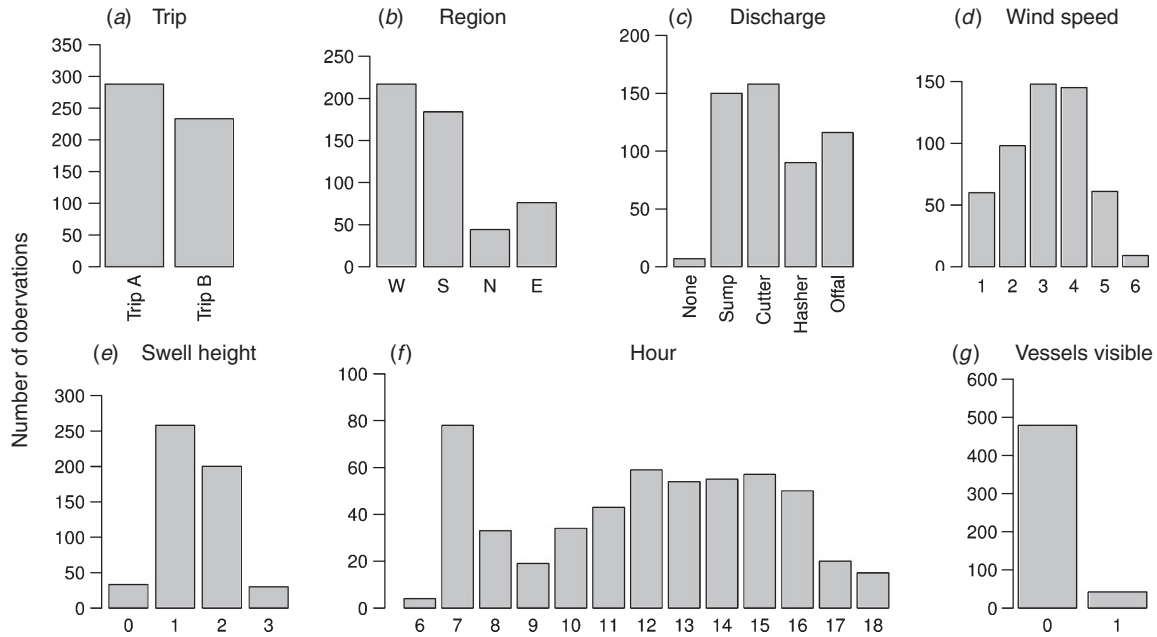 (a) Trip
350
300
250
200
150
100
50
0
Trip A
Trip B
(b) Region
250
200
150
100
50
0
W S N E
(c) Discharge
200
150
100
50
0
None
Sump
Cutter
Hasher
Offal
(d) Wind speed
150
100
50
0
1 2 3 4 5 6
Number of obervations
(e) Swell height
300
250
200
150
100
50
0
0 1 2 3
(f) Hour
100
80
60
40
20
0
6 7 8 9 10 11 12 13 14 15 16 17 18
(g) Vessels visible
600
500
400
300
200
100
0
0 1